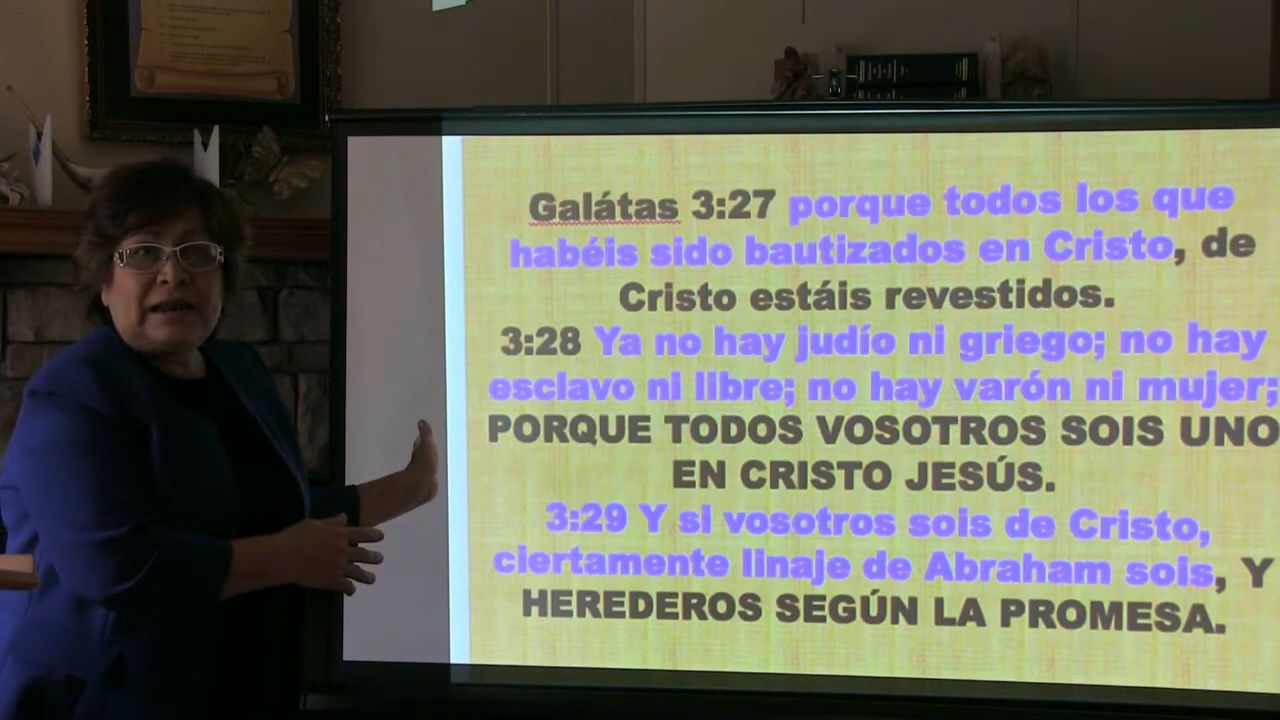 Galátas 3:27 porque todos los que
habéis sido bautizados en Cristo, de
Cristo estáis revestidos.
3:28 Ya no hay judío ni griego; no hay
esclavo ni libre; no hay varón ni mujer;
PORQUE TODOS VOSOTROS SOIS UNO
EN CRISTO JESÚS.
3:29 Y si vosotros sois de Cristo,
ciertamente linaje de Abraham sois, Y
HEREDEROS SEGÚN LA PROMESA.